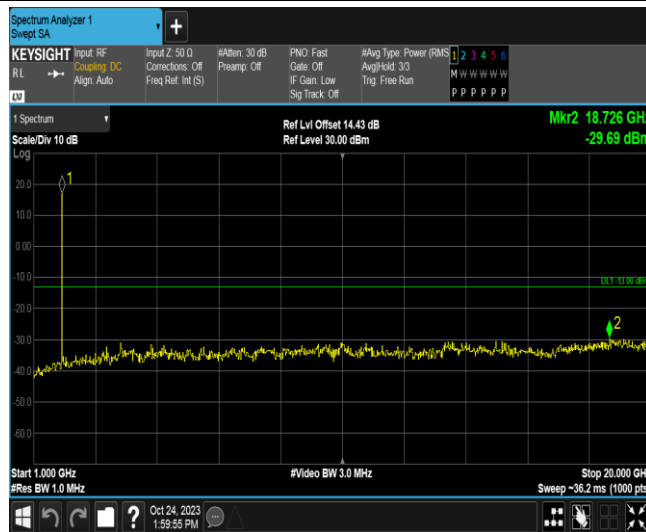 Spectrum Analyzer 1
Swept SA
+
KEYSIGHT
RL
LXI
Input: RF
Coupling: DC
Align: Auto
Input Z: 50 Ω
Corrections: Off
Freq Ref: Int (S)
#Atten: 30 dB
Preamp: Off
PNO: Fast
Gate: Off
IF Gain: Low
Sig Track: Off
#Avg Type: Power (RMS
Avg|Hold: 3/3
Trig: Free Run
1 2 3 4 5 6
M W W W W W
P P P P P P
1 Spectrum
Scale/Div 10 dB
Log
Ref Lvl Offset 14.43 dB
Ref Level 30.00 dBm
Mkr2 18.726 GHz
-29.69 dBm
1
20.0
10.0
0.00
-10.0
DL1 -13.00 dBm
-20.0
2
-30.0
-40.0
-50.0
-60.0
Start 1.000 GHz
#Res BW 1.0 MHz
#Video BW 3.0 MHz
Stop 20.000 GHz
Sweep ~36.2 ms (1000 pts)
?
Oct 24, 2023
1:59:55 PM